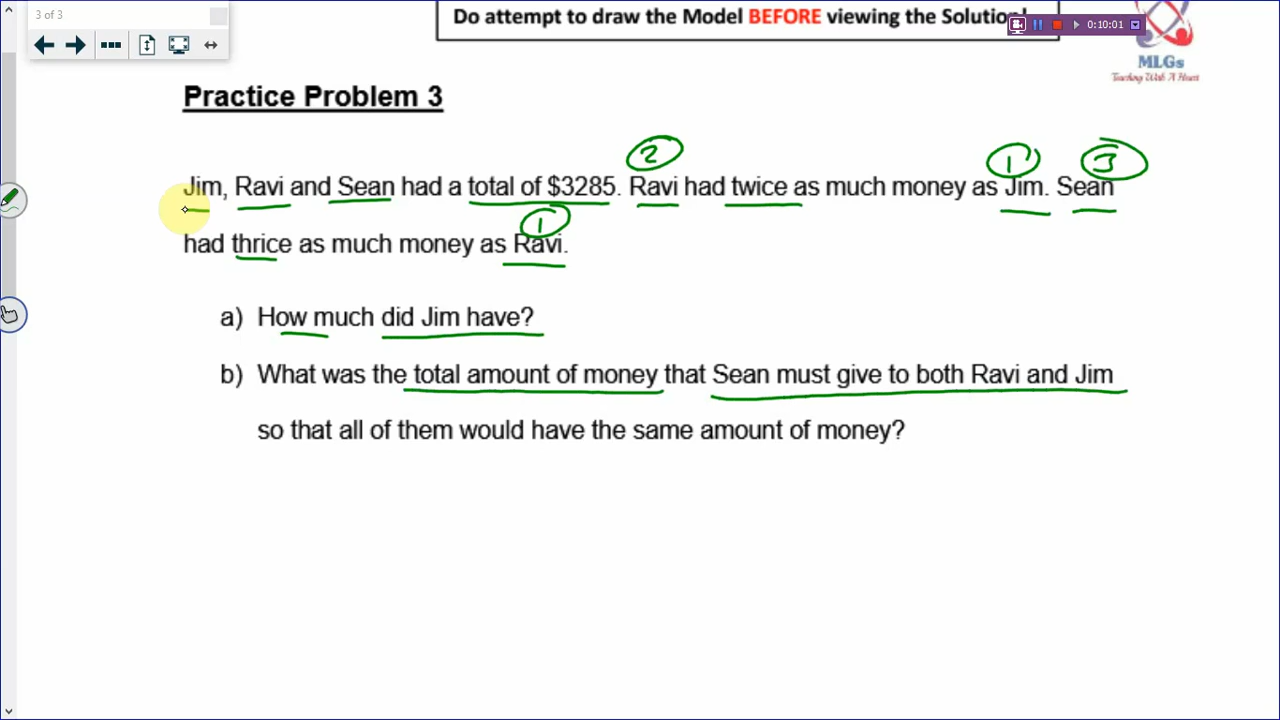 3 of 3
Do attempt to draw the Model BEFORE viewing the Solution!
0:10:01
MLGs
Teaching With A Heart
Practice Problem 3
2
1
3
Jim, Ravi and Sean had a total of $3285. Ravi had twice as much money as Jim. Sean
1
had thrice as much money as Ravi.
a) How much did Jim have?
b) What was the total amount of money that Sean must give to both Ravi and Jim
so that all of them would have the same amount of money?